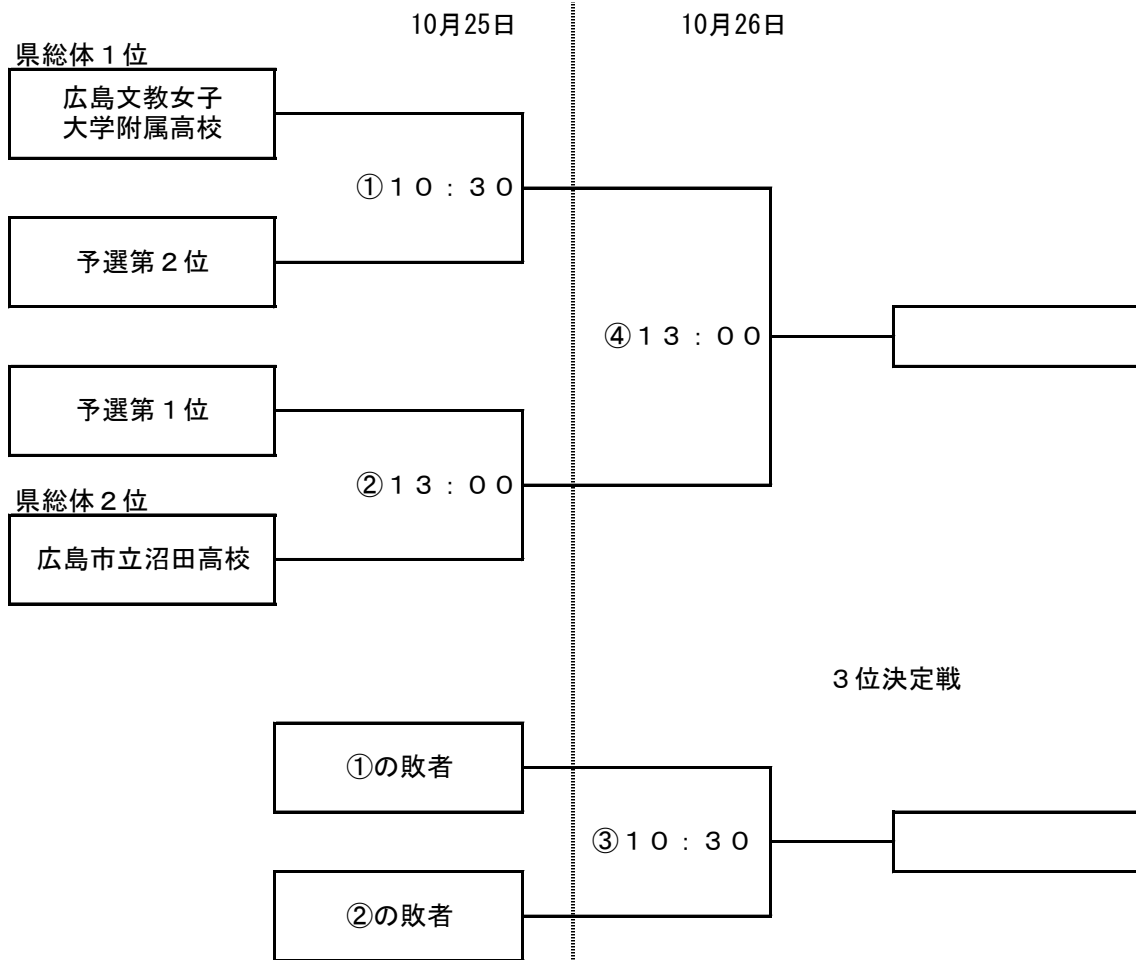 10月25日
10月26日
県総体１位
広島文教女子
大学附属高校
①１０：３０
予選第２位
④１３：００
予選第１位
②１３：００
県総体２位
広島市立沼田高校
３位決定戦
①の敗者
③１０：３０
②の敗者